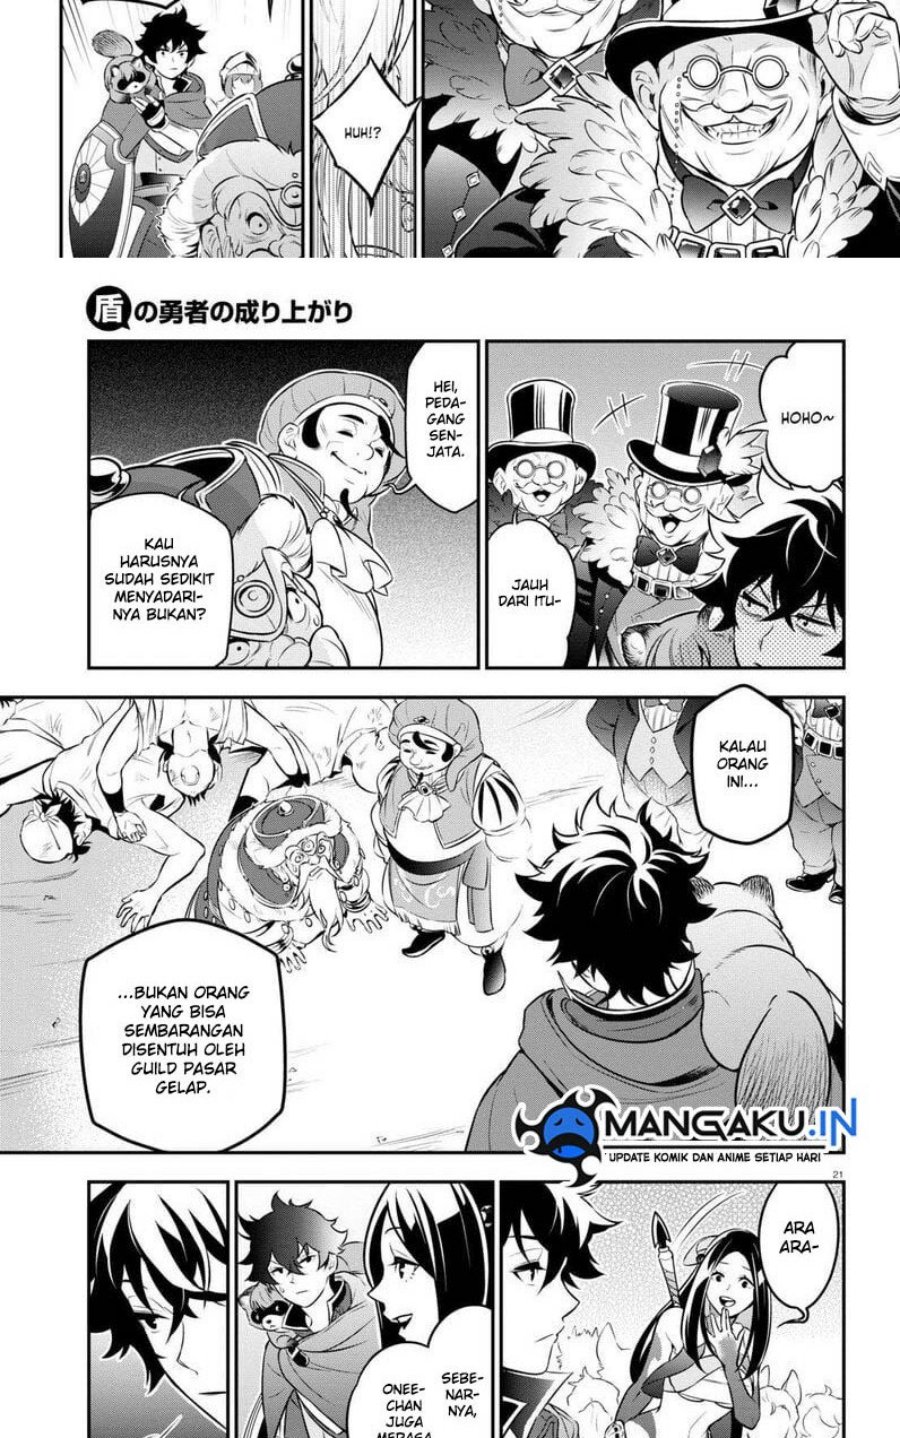 HUH!?
盾の勇者の成り上がり
HOHO~
JAUH
DARI ITU-
HEI,
PEDA-
GANG
SEN-
JATA.
KAU
HARUSNYA
SUDAH SEDIKIT
MENYADARI-
NYA BUKAN?
KALAU
ORANG
INI...
...BUKAN ORANG
YANG BISA
SEMBARANGAN
DISENTUH OLEH
GUILD PASAR
GELAP.
MANGAKU.IN
UPDATE KOMIK DAN ANIME SETIAP HARI
21
ARA
ARA-
SEBE-
NAR-
NYA,
ONEE-
CHAN
JUGA
MERASA